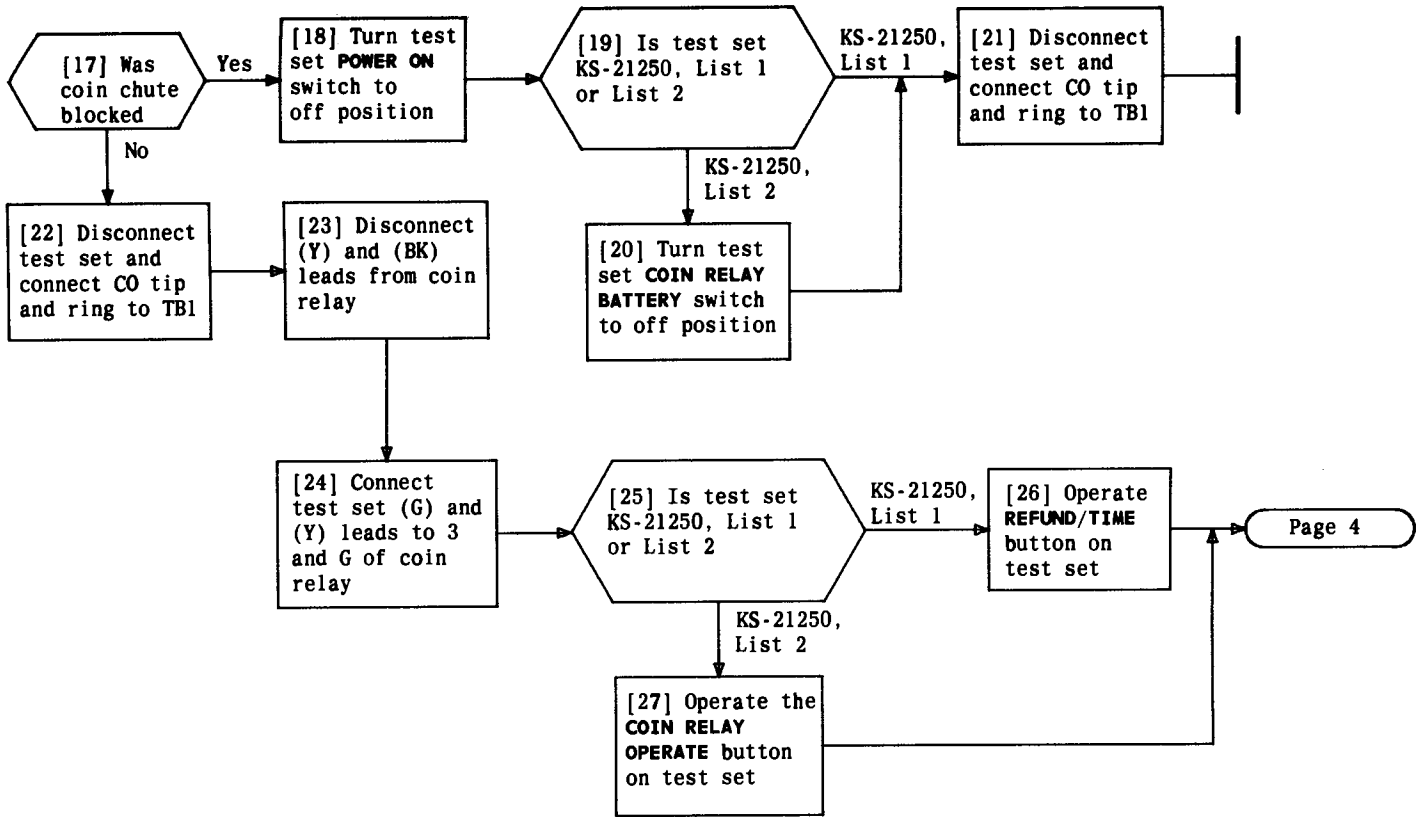 [17] Was
coin chute
blocked
Yes
[18] Turn test
set POWER ON
switch to
off position
[19] Is test set
KS-21250, List 1
or List 2
KS-21250,
List 1
[21] Disconnect
test set and
connect CO tip
and ring to TB1
No
KS-21250,
List 2
[20] Turn test
set COIN RELAY
BATTERY switch
to off position
[22] Disconnect
test set and
connect CO tip
and ring to TB1
[23] Disconnect
(Y) and (BK)
leads from coin
relay
[24] Connect
test set (G) and
(Y) leads to 3
and G of coin
relay
[25] Is test set
KS-21250, List 1
or List 2
KS-21250,
List 1
[26] Operate
REFUND/TIME
button on
test set
Page 4
KS-21250,
List 2
[27] Operate the
COIN RELAY
OPERATE button
on test set